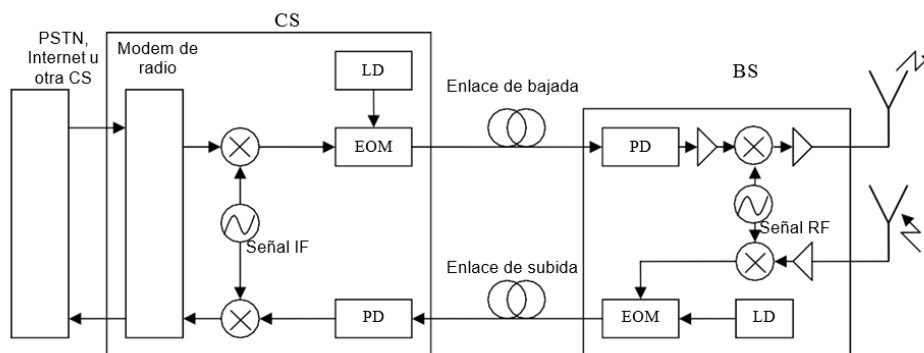 CS
PSTN,
Internet u
otra CS
Modem de
radio
LD
Enlace de bajada
BS
EOM
PD
Señal IF
Señal RF
Enlace de subida
PD
EOM
LD